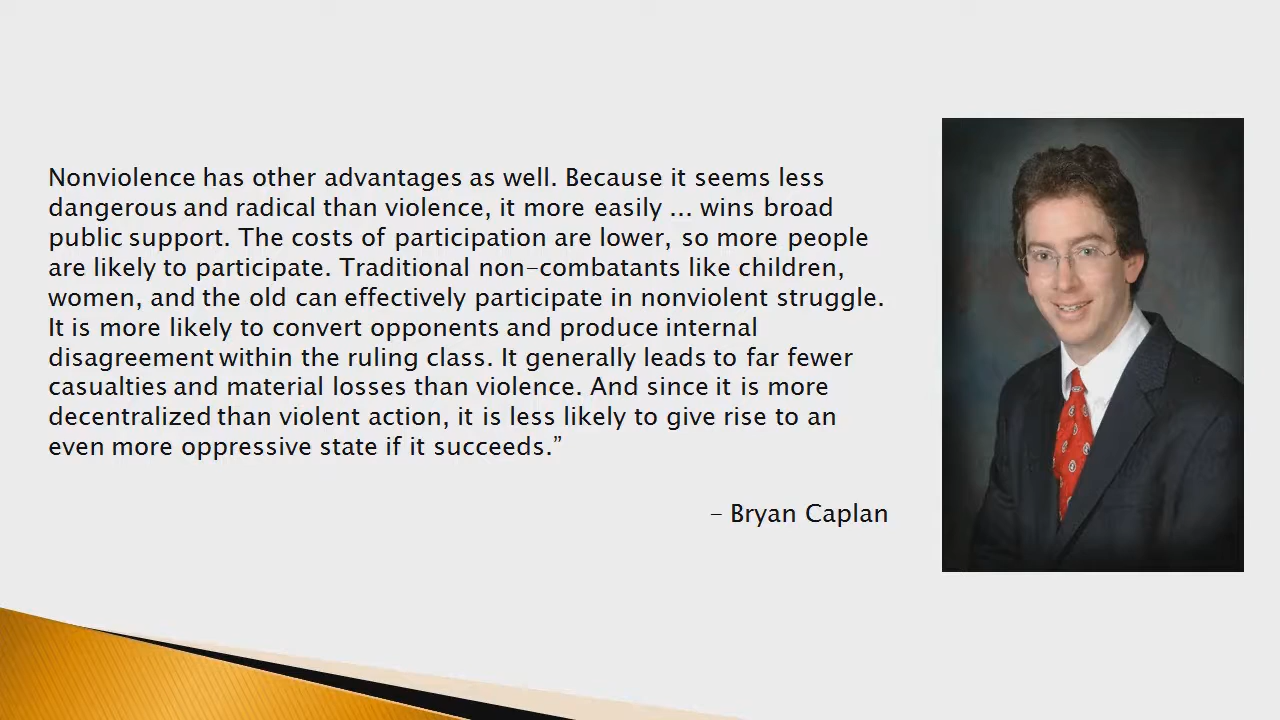 Nonviolence has other advantages as well. Because it seems less
dangerous and radical than violence, it more easily ... wins broad
public support. The costs of participation are lower, so more people
are likely to participate. Traditional non-combatants like children,
women, and the old can effectively participate in nonviolent struggle.
It is more likely to convert opponents and produce internal
disagreement within the ruling class. It generally leads to far fewer
casualties and material losses than violence. And since it is more
decentralized than violent action, it is less likely to give rise to an
even more oppressive state if it succeeds.”
– Bryan Caplan